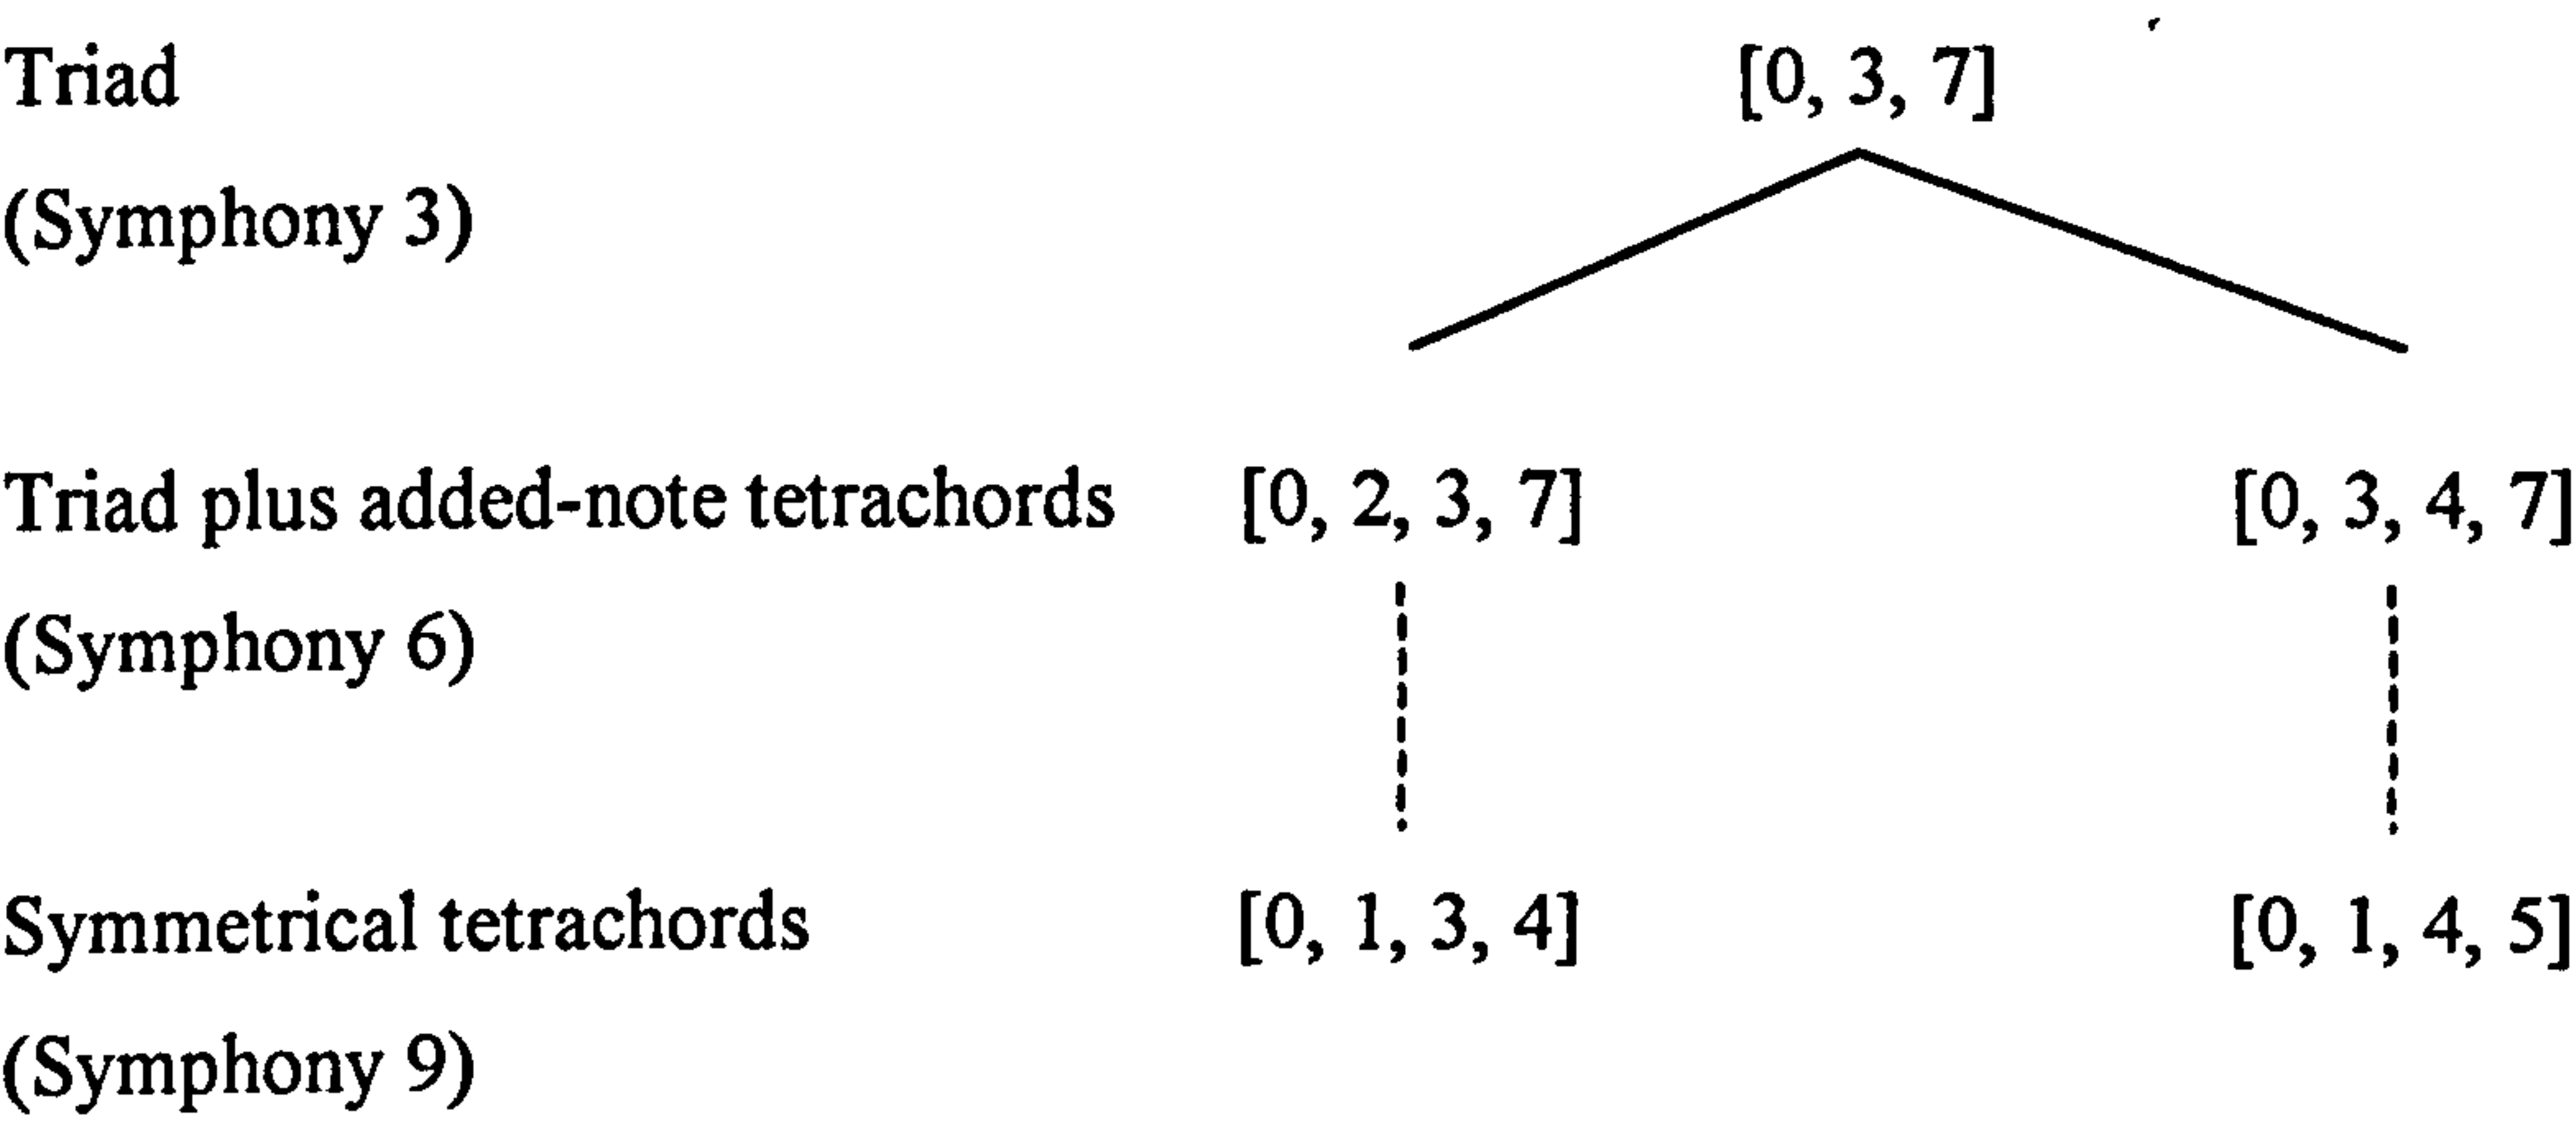 Triad [0, 3, 7]
(Symphony 3)
Triad plus added-note tetrachords [0, 2, 3, 7] [0, 3, 4, 7]
(Symphony 6)
Symmetrical tetrachords [0, 1, 3, 4] [0, 1, 4, 5]
(Symphony 9)